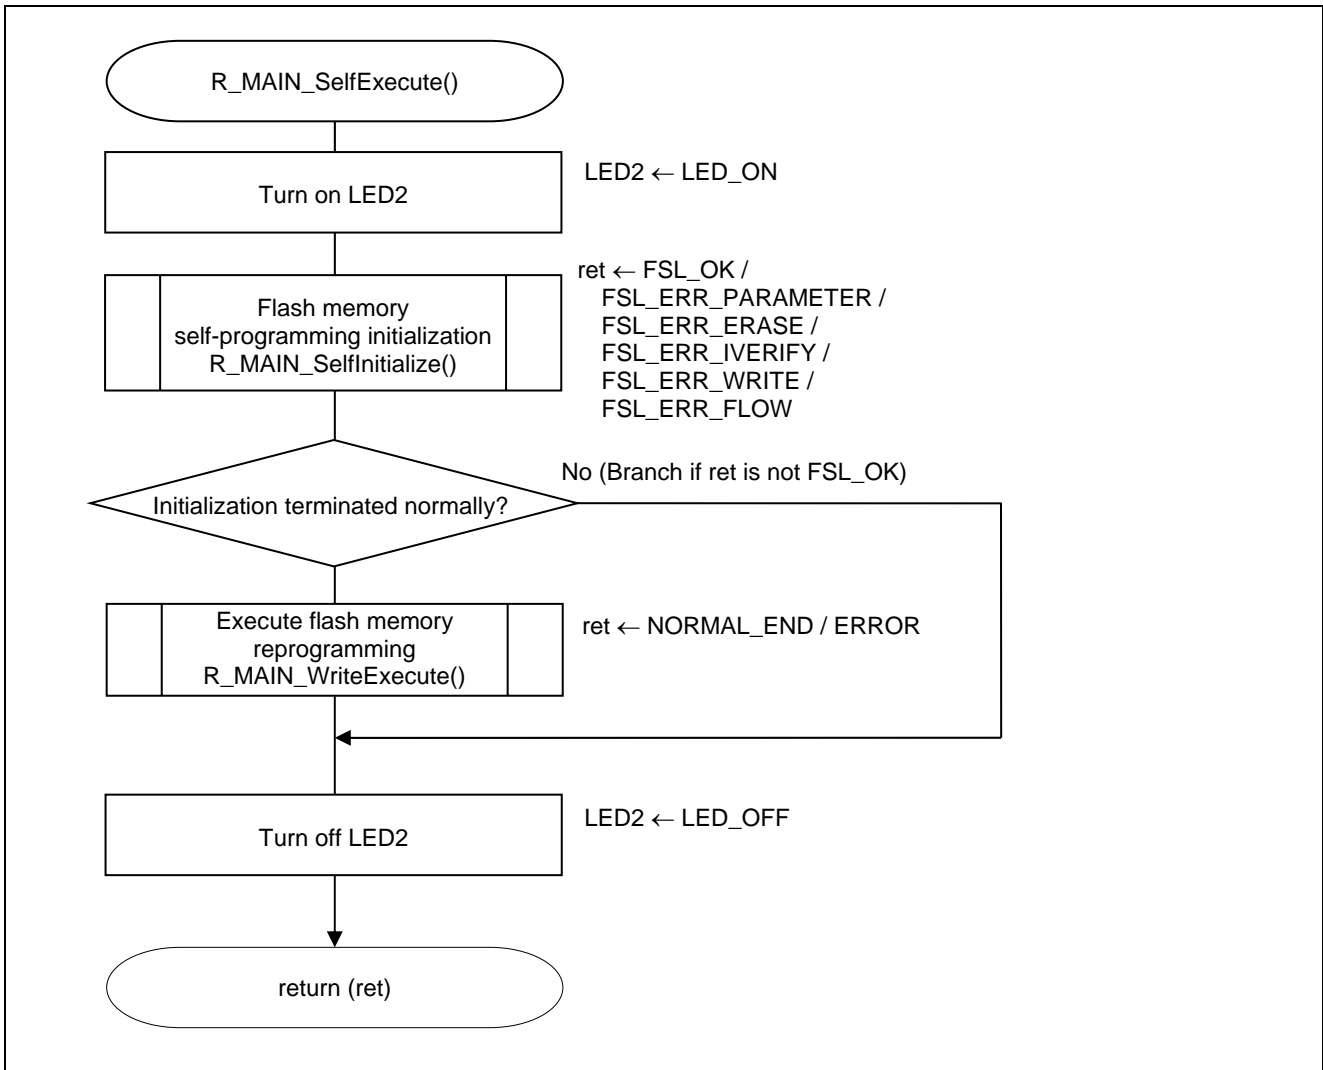 R_MAIN_SelfExecute()
Turn on LED2
LED2 ← LED_ON
Flash memory
self-programming initialization
R_MAIN_SelfInitialize()
ret ← FSL_OK /
FSL_ERR_PARAMETER /
FSL_ERR_ERASE /
FSL_ERR_IVERIFY /
FSL_ERR_WRITE /
FSL_ERR_FLOW
No (Branch if ret is not FSL_OK)
Initialization terminated normally?
Execute flash memory
reprogramming
R_MAIN_WriteExecute()
ret ← NORMAL_END / ERROR
Turn off LED2
LED2 ← LED_OFF
return (ret)